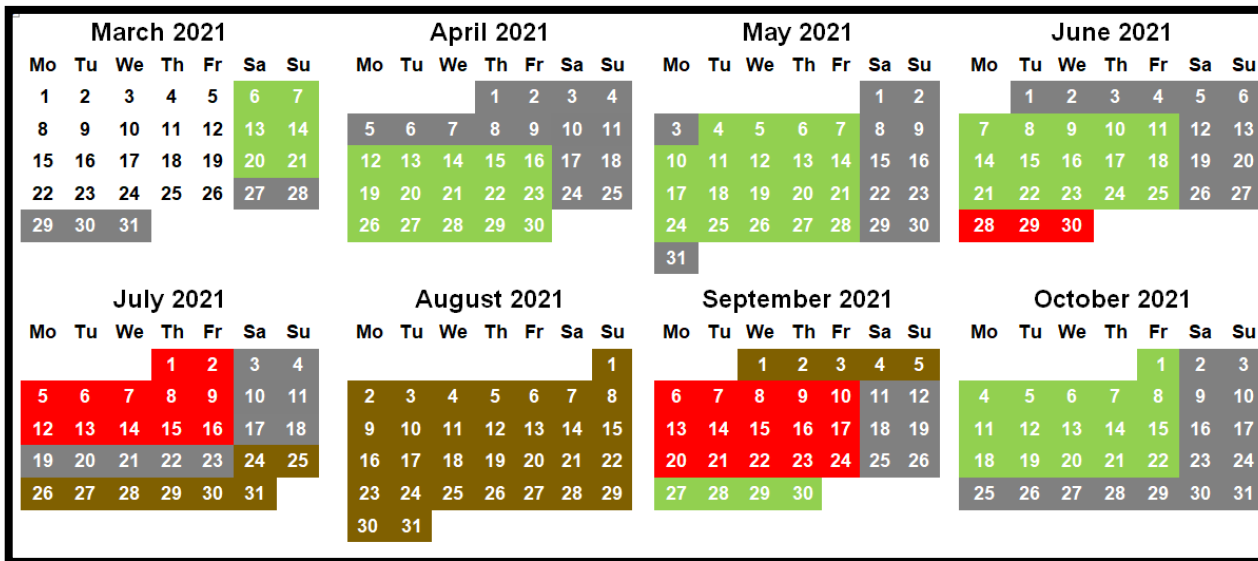 March 2021 April 2021 May 2021 June 2021
Mo Tu We Th Fr Sa Su Mo Tu We Th Fr Sa Su Mo Tu We Th Fr Sa Su Mo Tu We Th Fr Sa Su
1 2 3 4 5 6 7 1 2 3 4 1 2 1 2 3 4 5 6
8 9 10 11 12 13 14 5 6 7 8 9 10 11 3 4 5 6 7 8 9 7 8 9 10 11 12 13
15 16 17 18 19 20 21 12 13 14 15 16 17 18 10 11 12 13 14 15 16 14 15 16 17 18 19 20
22 23 24 25 26 27 28 19 20 21 22 23 24 25 17 18 19 20 21 22 23 21 22 23 24 25 26 27
29 30 31 26 27 28 29 30 24 25 26 27 28 29 30 28 29 30
31
July 2021 August 2021 September 2021 October 2021
Mo Tu We Th Fr Sa Su Mo Tu We Th Fr Sa Su Mo Tu We Th Fr Sa Su Mo Tu We Th Fr Sa Su
1 2 3 4 1 1 2 3 4 5 1 2 3
5 6 7 8 9 10 11 2 3 4 5 6 7 8 6 7 8 9 10 11 12 4 5 6 7 8 9 10
12 13 14 15 16 17 18 9 10 11 12 13 14 15 13 14 15 16 17 18 19 11 12 13 14 15 16 17
19 20 21 22 23 24 25 16 17 18 19 20 21 22 20 21 22 23 24 25 26 18 19 20 21 22 23 24
26 27 28 29 30 31 23 24 25 26 27 28 29 27 28 29 30 25 26 27 28 29 30 31
30 31